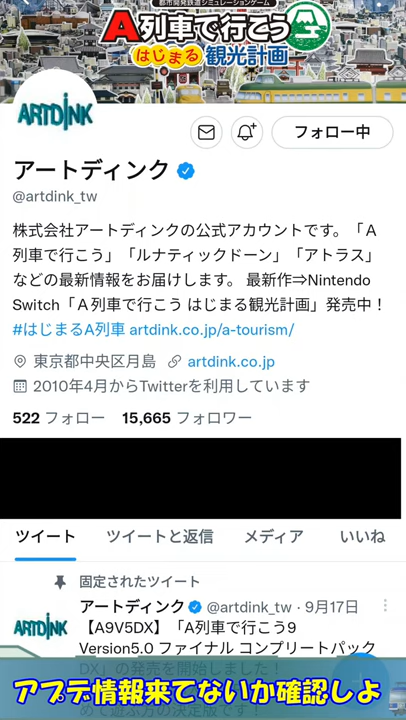 都市開発鉄道シミュレーションゲーム
A列車で行こう
はじまる観光計画
ARTDINK
フォロー中
アートディンク
@artdink_tw
株式会社アートディンクの公式アカウントです。「A
列車で行こう」「ルナティックドーン」「アトラス」
などの最新情報をお届けします。 最新作⇒Nintendo
Switch「A列車で行こう はじまる観光計画」発売中！
#はじまるA列車 artdink.co.jp/a-tourism/
東京都中央区月島 artdink.co.jp
2010年4月からTwitterを利用しています
522 フォロー 15,665 フォロワー
ツイート ツイートと返信 メディア いいね
固定されたツイート
アートディンク @artdink_tw · 9月17日
ARTDINK
【A9V5DX】「A列車で行こう9
Version5.0 ファイナル コンプリートパック
DX」の発売を開始しました！
アプデ情報来てないか確認しよ